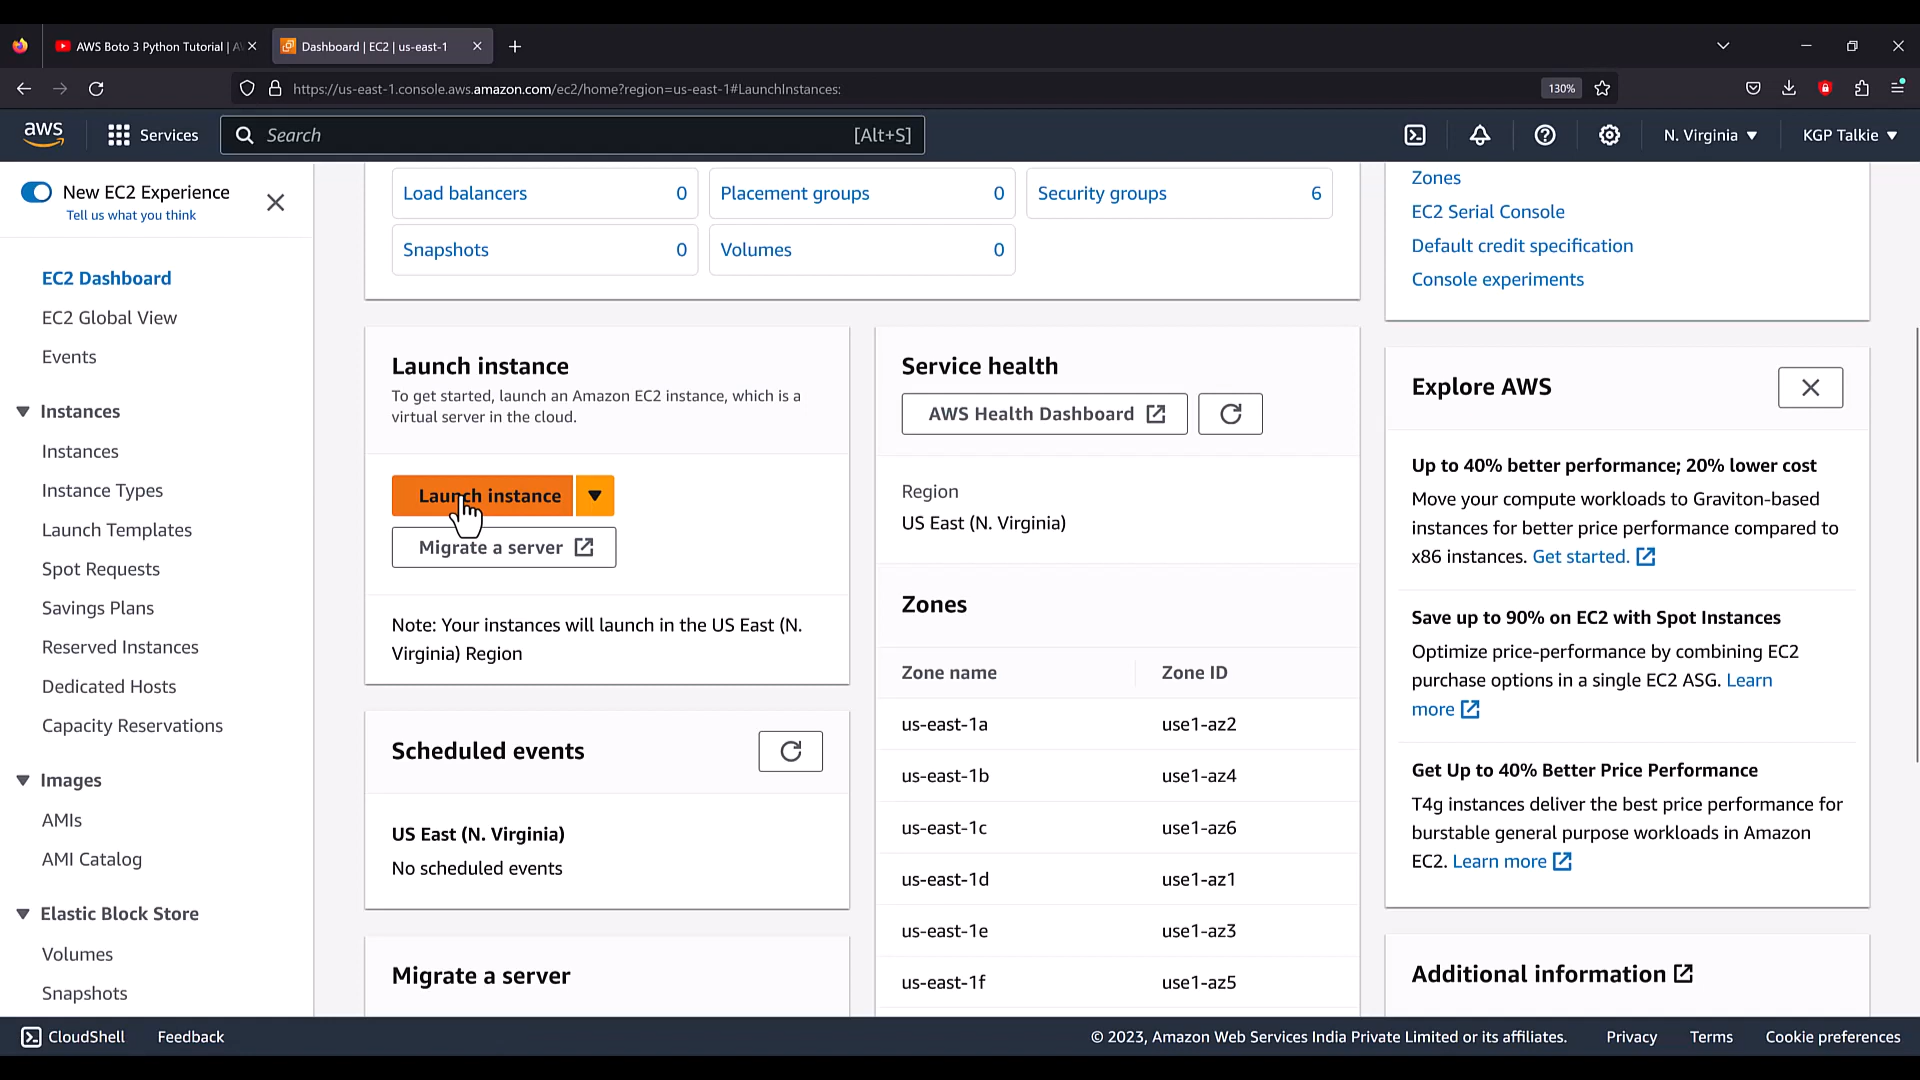 AWS Boto 3 Python Tutorial | A
Dashboard | EC2 | us-east-1
https://us-east-1.console.aws.amazon.com/ec2/home?region=us-east-1#LaunchInstances:
130%
aws
Services
Search
[Alt+S]
N. Virginia
KGP Talkie
New EC2 Experience
Tell us what you think
EC2 Dashboard
EC2 Global View
Events
Instances
Instances
Instance Types
Launch Templates
Spot Requests
Savings Plans
Reserved Instances
Dedicated Hosts
Capacity Reservations
Images
AMIs
AMI Catalog
Elastic Block Store
Volumes
Snapshots
Load balancers 0
Placement groups 0
Security groups 6
Snapshots 0
Volumes 0
Launch instance
To get started, launch an Amazon EC2 instance, which is a
virtual server in the cloud.
Launch instance
Migrate a server
Note: Your instances will launch in the US East (N.
Virginia) Region
Scheduled events
US East (N. Virginia)
No scheduled events
Migrate a server
Service health
AWS Health Dashboard
Region
US East (N. Virginia)
Zones
Zone name Zone ID
us-east-1a use1-az2
us-east-1b use1-az4
us-east-1c use1-az6
us-east-1d use1-az1
us-east-1e use1-az3
us-east-1f use1-az5
Zones
EC2 Serial Console
Default credit specification
Console experiments
Explore AWS
Up to 40% better performance; 20% lower cost
Move your compute workloads to Graviton-based
instances for better price performance compared to
x86 instances. Get started.
Save up to 90% on EC2 with Spot Instances
Optimize price-performance by combining EC2
purchase options in a single EC2 ASG. Learn
more
Get Up to 40% Better Price Performance
T4g instances deliver the best price performance for
burstable general purpose workloads in Amazon
EC2. Learn more
Additional information
CloudShell
Feedback
© 2023, Amazon Web Services India Private Limited or its affiliates.
Privacy
Terms
Cookie preferences